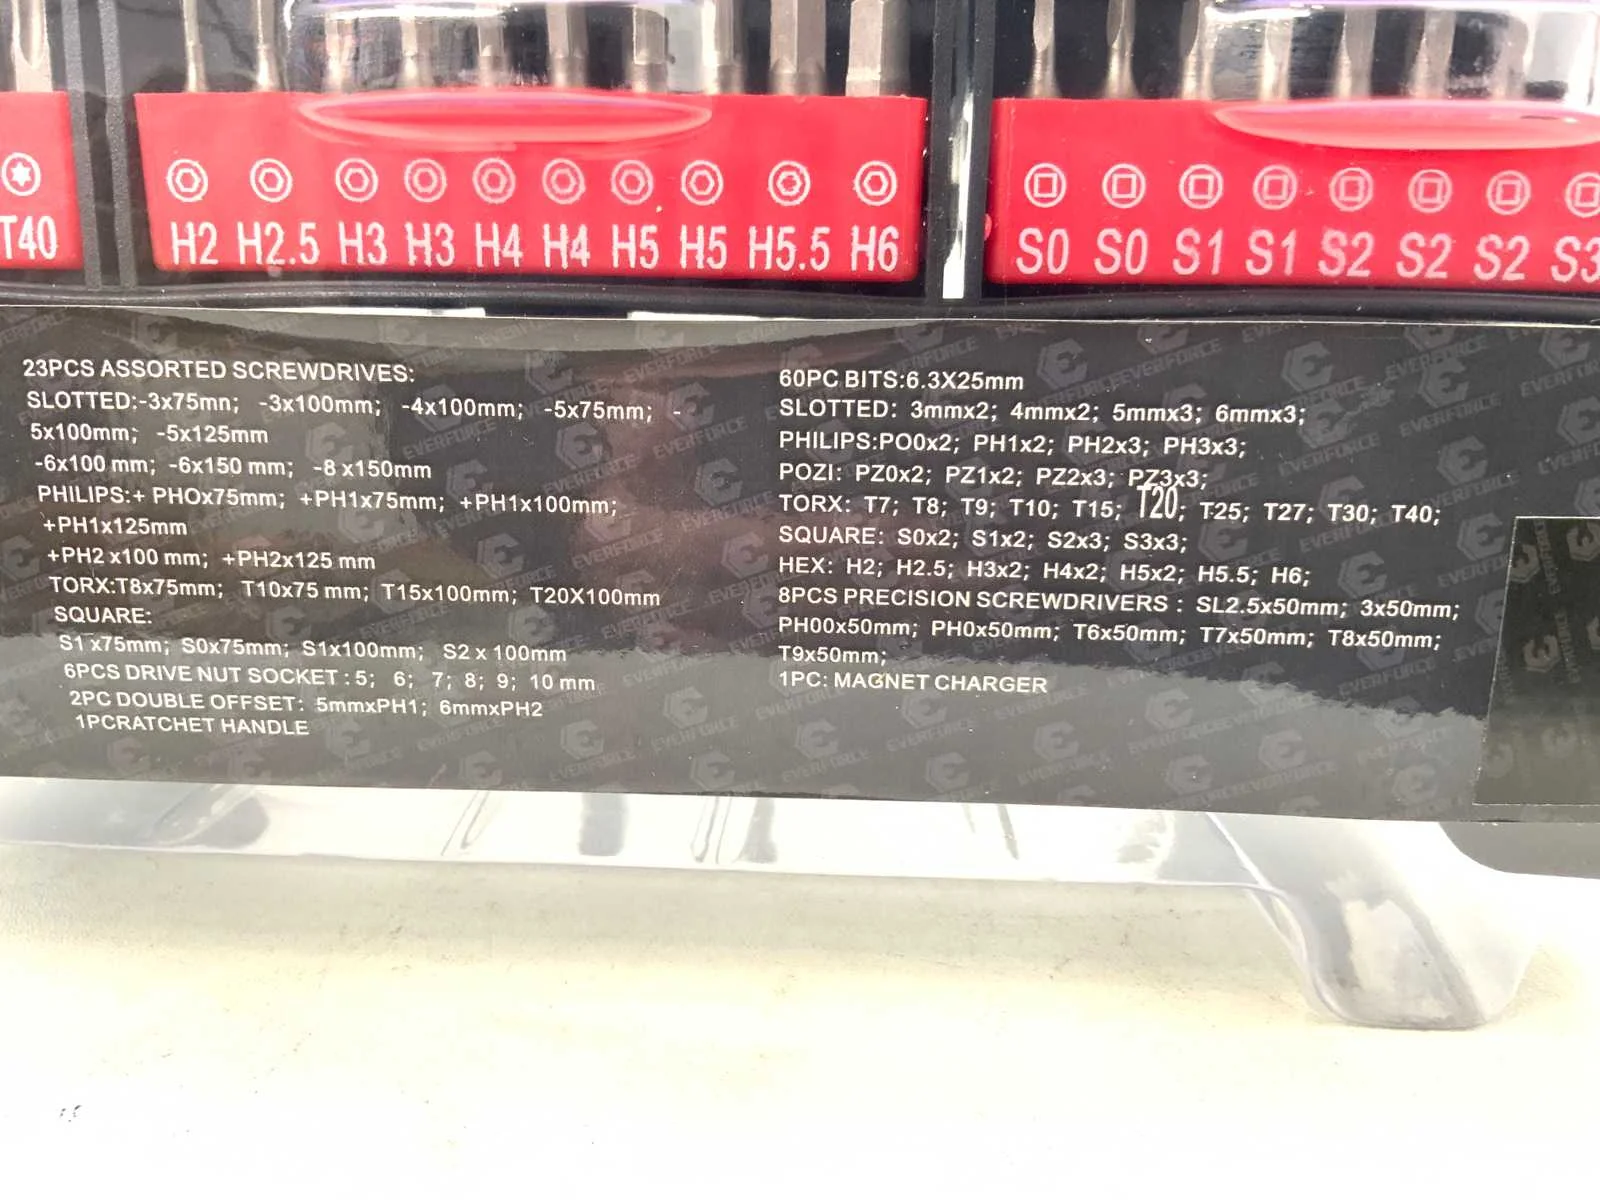 T40
H2 H2.5 H3 H3 H4 H4 H5 H5 H5.5 H6
S0 S0 S1 S1 S2 S2 S2 S3
23PCS ASSORTED SCREWDRIVES:
SLOTTED:-3x75mn; -3x100mm; -4x100mm; -5x75mm; -
5x100mm; -5x125mm
-6x100 mm; -6x150 mm; -8 x150mm
PHILIPS:+ PHOx75mm; +PH1x75mm; +PH1x100mm;
+PH1x125mm
+PH2 x100 mm; +PH2x125 mm
TORX:T8x75mm; T10x75 mm; T15x100mm; T20X100mm
SQUARE:
S1 x75mm; S0x75mm; S1x100mm; S2 x 100mm
6PCS DRIVE NUT SOCKET : 5; 6; 7; 8; 9; 10 mm
2PC DOUBLE OFFSET: 5mmxPH1; 6mmxPH2
1PCRATCHET HANDLE
60PC BITS:6.3X25mm
SLOTTED: 3mmx2; 4mmx2; 5mmx3; 6mmx3;
PHILIPS:PO0x2; PH1x2; PH2x3; PH3x3;
POZI: PZ0x2; PZ1x2; PZ2x3; PZ3x3;
TORX: T7; T8; T9; T10; T15; T20; T25; T27; T30; T40;
SQUARE: S0x2; S1x2; S2x3; S3x3;
HEX: H2; H2.5; H3x2; H4x2; H5x2; H5.5; H6;
8PCS PRECISION SCREWDRIVERS : SL2.5x50mm; 3x50mm;
PH00x50mm; PH0x50mm; T6x50mm; T7x50mm; T8x50mm;
T9x50mm;
1PC: MAGNET CHARGER
EVERFORCE